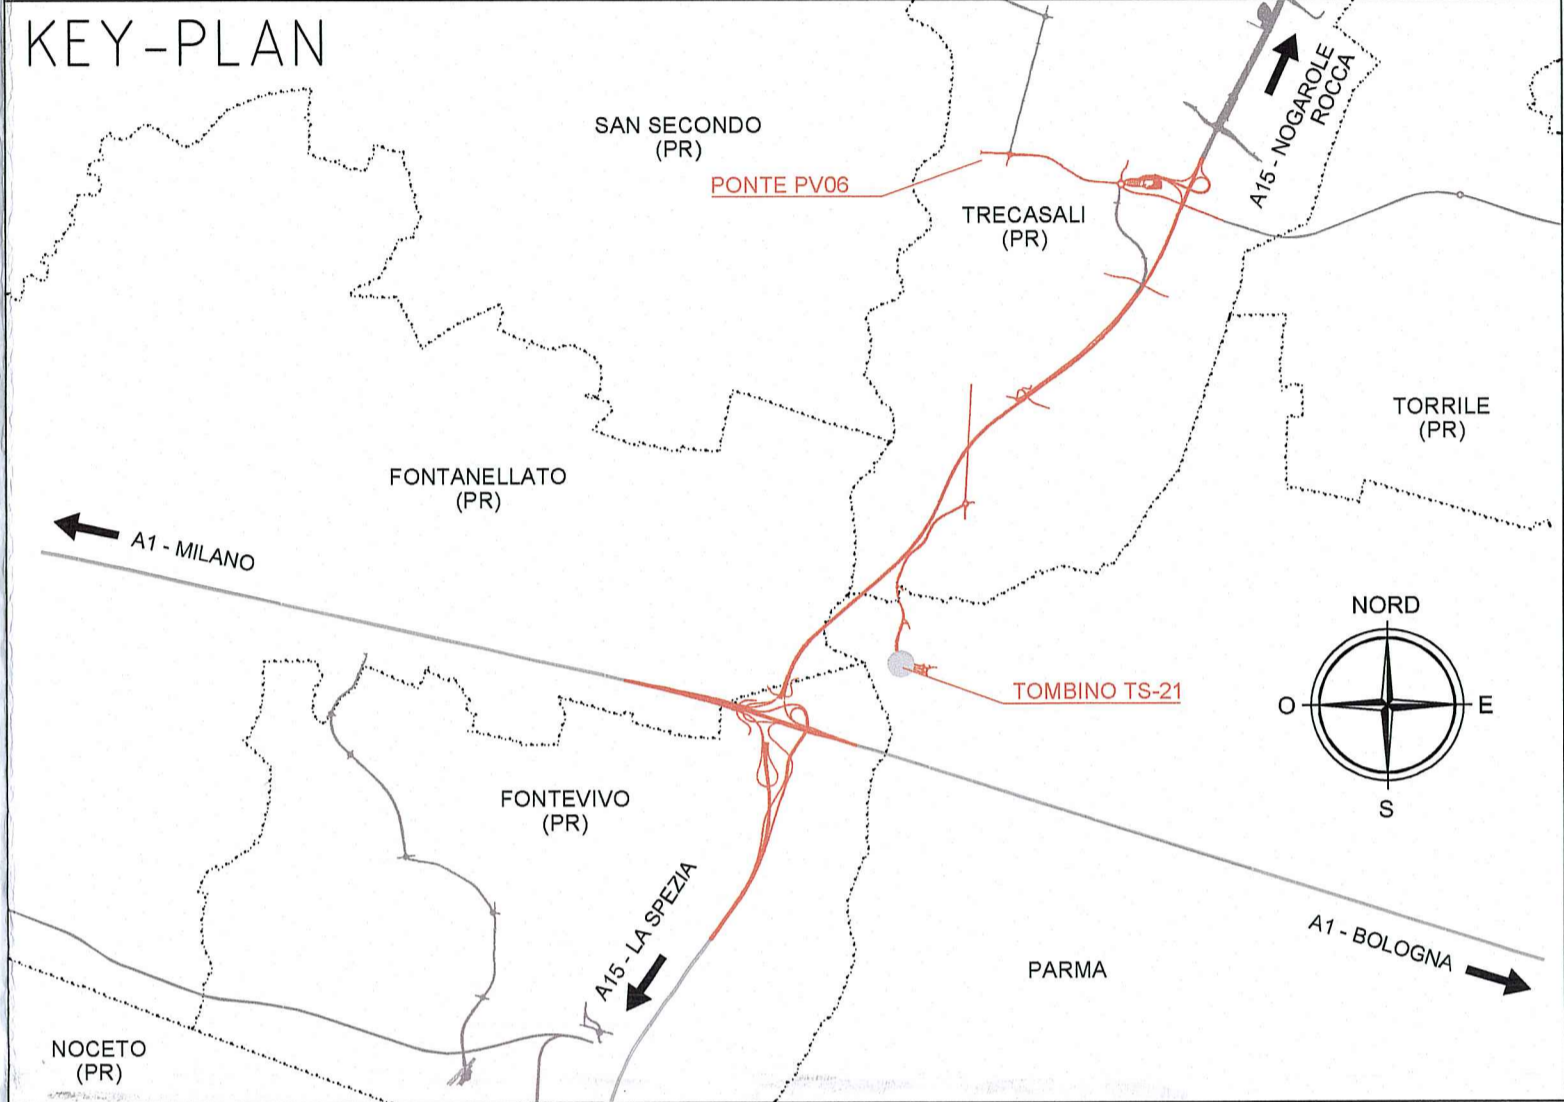 KEY-PLAN
SAN SECONDO
(PR)
PONTE PV06
A15 - NOGAROLE
ROCCA
TRECASALI
(PR)
TORRILE
(PR)
FONTANELLATO
(PR)
A1 - MILANO
NORD
O
E
S
TOMBINO TS-21
FONTEVIVO
(PR)
A15 - LA SPEZIA
A1 - BOLOGNA
PARMA
NOCETO
(PR)